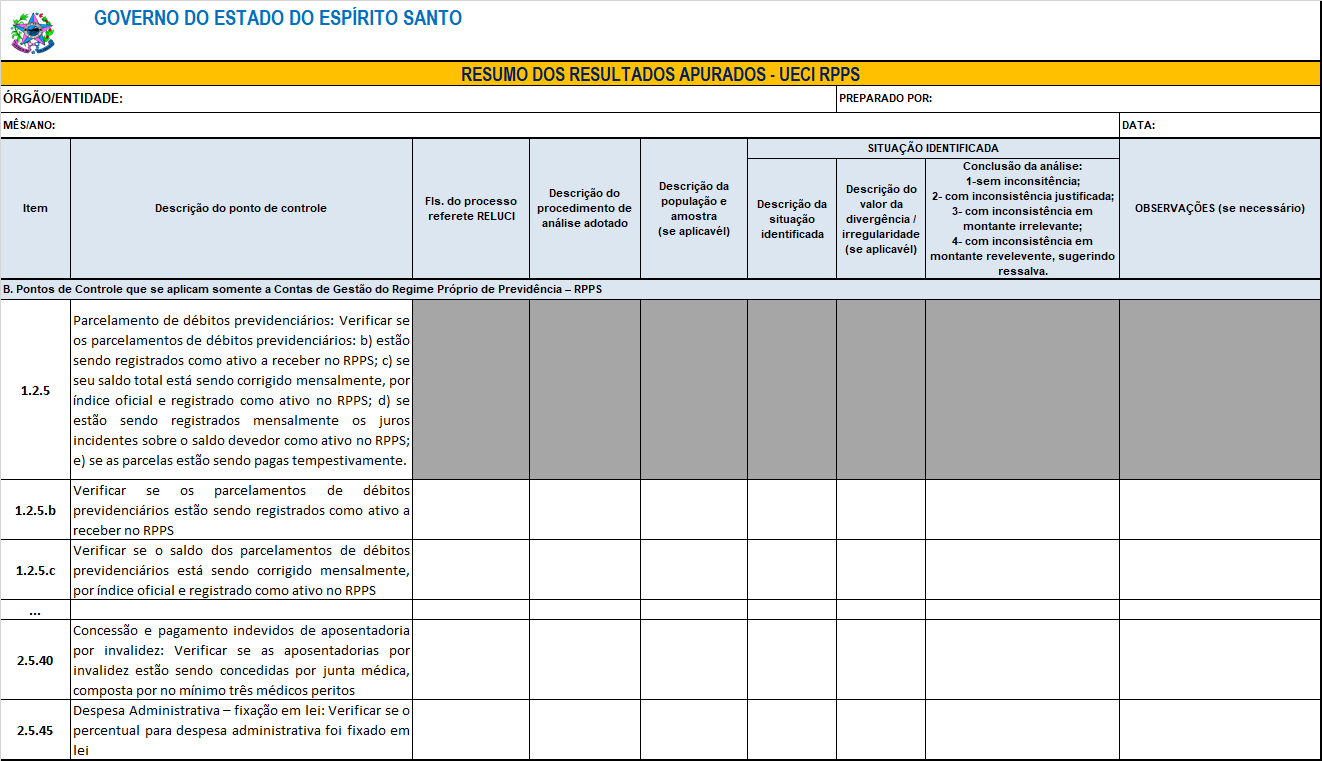 GOVERNO DO ESTADO DO ESPÍRITO SANTO
RESUMO DOS RESULTADOS APURADOS - UECI RPPS
ÓRGÃO/ENTIDADE:
PREPARADO POR:
MÊS/ANO:
DATA:
Item
Descrição do ponto de controle
Fls. do processo
referete RELUCI
Descrição do
procedimento de
análise adotado
Descrição da
população e
amostra
(se aplicavél)
SITUAÇÃO IDENTIFICADA
Descrição da
situação
identificada
Descrição do
valor da
divergência /
irregularidade
(se aplicavél)
Conclusão da análise:
1-sem inconsitência;
2- com inconsistência justificada;
3- com inconsistência em
montante irrelevante;
4- com inconsistência em
montante revelevente, sugerindo
ressalva.
OBSERVAÇÕES (se necessário)
B. Pontos de Controle que se aplicam somente a Contas de Gestão do Regime Próprio de Previdência – RPPS
1.2.5
Parcelamento de débitos previdenciários: Verificar se
os parcelamentos de débitos previdenciários: b) estão
sendo registrados como ativo a receber no RPPS; c) se
seu saldo total está sendo corrigido mensalmente, por
índice oficial e registrado como ativo no RPPS; d) se
estão sendo registrados mensalmente os juros
incidentes sobre o saldo devedor como ativo no RPPS;
e) se as parcelas estão sendo pagas tempestivamente.
1.2.5.b
Verificar se os parcelamentos de débitos
previdenciários estão sendo registrados como ativo a
receber no RPPS
1.2.5.c
Verificar se o saldo dos parcelamentos de débitos
previdenciários está sendo corrigido mensalmente,
por índice oficial e registrado como ativo no RPPS
...
2.5.40
Concessão e pagamento indevidos de aposentadoria
por invalidez: Verificar se as aposentadorias por
invalidez estão sendo concedidas por junta médica,
composta por no mínimo três médicos peritos
2.5.45
Despesa Administrativa – fixação em lei: Verificar se o
percentual para despesa administrativa foi fixado em
lei